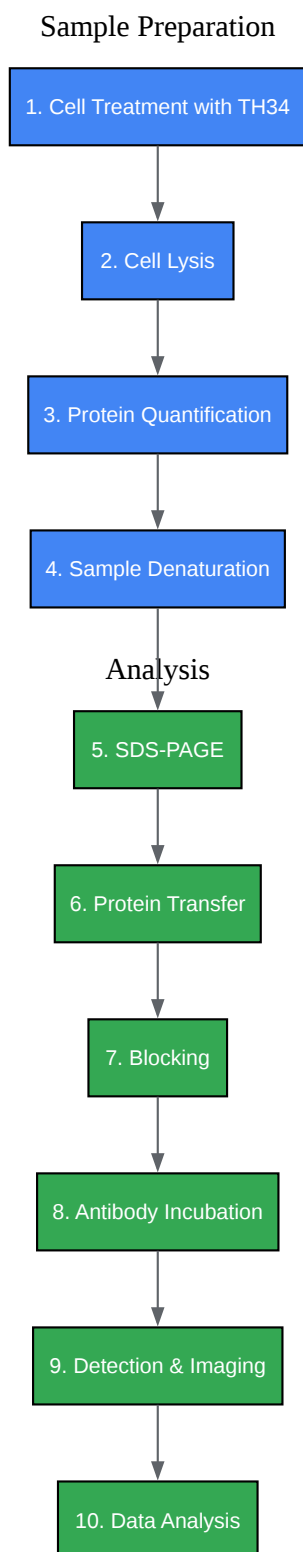 Sample Preparation
1. Cell Treatment with TH34
2. Cell Lysis
3. Protein Quantification
4. Sample Denaturation
Analysis
5. SDS-PAGE
6. Protein Transfer
7. Blocking
8. Antibody Incubation
9. Detection & Imaging
10. Data Analysis